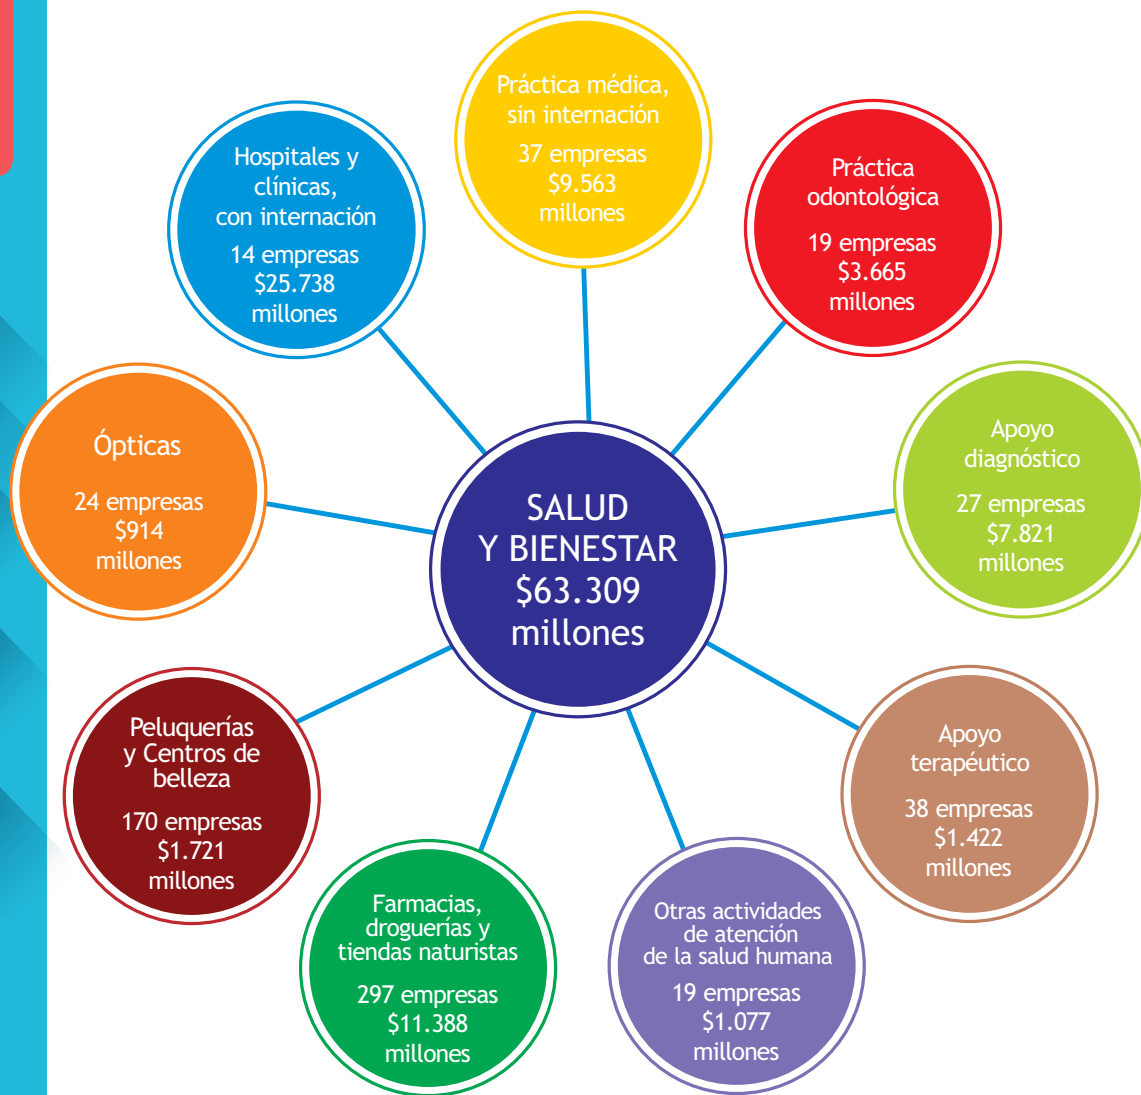 Práctica médica,
sin internación
37 empresas
$9.563
millones
Hospitales y
clínicas,
con internación
14 empresas
$25.738
millones
Práctica
odontológica
19 empresas
$3.665
millones
Ópticas
24 empresas
$914
millones
SALUD
Y BIENESTAR
$63.309
millones
Apoyo
diagnóstico
27 empresas
$7.821
millones
Peluquerías
y Centros de
belleza
170 empresas
$1.721
millones
Apoyo
terapéutico
38 empresas
$1.422
millones
Farmacias,
droguerías y
tiendas naturistas
297 empresas
$11.388
millones
Otras actividades
de atención
de la salud humana
19 empresas
$1.077
millones